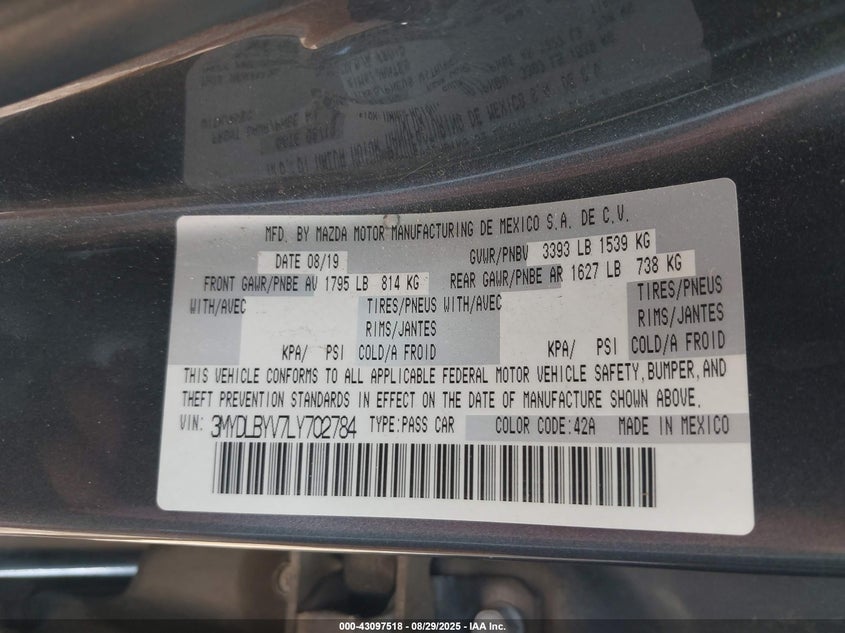 MFD. BY MAZDA MOTOR MANUFACTURING DE MEXICO S.A. DE C.V.
DATE 08/19 GVWR/PNBV 3393 LB 1539 KG
FRONT GAWR/PNBE AV 1795 LB 814 KG REAR GAWR/PNBE AR 1627 LB 738 KG
WITH/AVEC TIRES/PNEUS WITH/AVEC TIRES/PNEUS
RIMS/JANTES RIMS/JANTES
KPA/ PSI COLD/A FROID KPA/ PSI COLD/A FROID
THIS VEHICLE CONFORMS TO ALL APPLICABLE FEDERAL MOTOR VEHICLE SAFETY, BUMPER, AND
THEFT PREVENTION STANDARDS IN EFFECT ON THE DATE OF MANUFACTURE SHOWN ABOVE.
VIN: 3MYDLBYV7LY702784 TYPE:PASS CAR COLOR CODE:42A MADE IN MEXICO
000-43097518 - 08/29/2025 - IAA Inc.